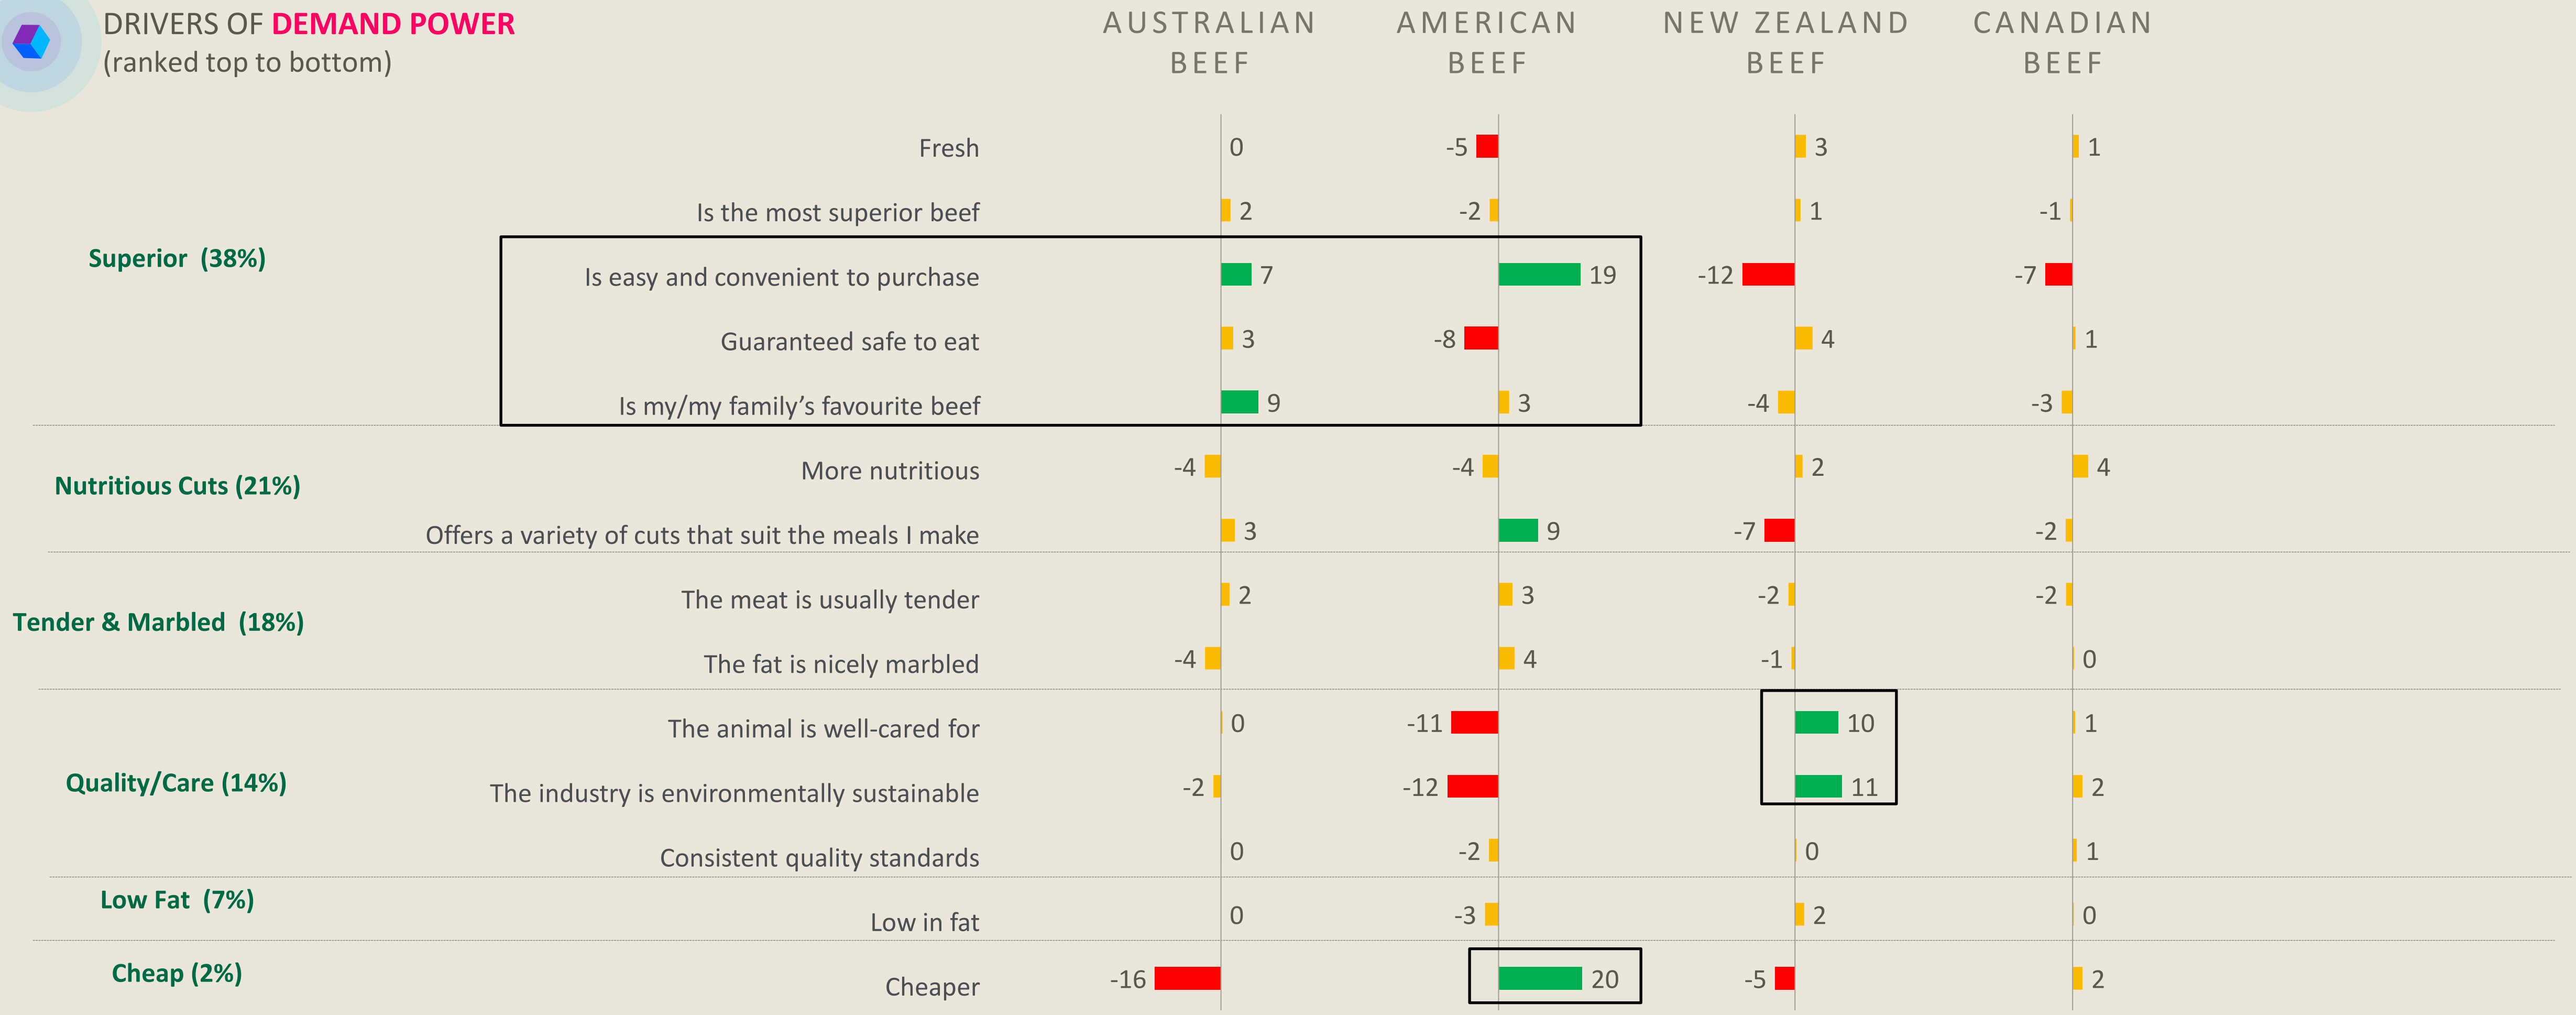 DRIVERS OF DEMAND POWER
(ranked top to bottom)
AUSTRALIAN BEEF
AMERICAN BEEF
NEW ZEALAND BEEF
CANADIAN BEEF
Superior (38%)
Fresh 0 -5 3 1
Is the most superior beef 2 -2 1 -1
Is easy and convenient to purchase 7 19 -12 -7
Guaranteed safe to eat 3 -8 4 1
Is my/my family’s favourite beef 9 3 -4 -3
Nutritious Cuts (21%)
More nutritious -4 -4 2 4
Offers a variety of cuts that suit the meals I make 3 9 -7 -2
Tender & Marbled (18%)
The meat is usually tender 2 3 -2 -2
The fat is nicely marbled -4 4 -1 0
Quality/Care (14%)
The animal is well-cared for 0 -11 10 1
The industry is environmentally sustainable -2 -12 11 2
Consistent quality standards 0 -2 0 1
Low Fat (7%)
Low in fat 0 -3 2 0
Cheap (2%)
Cheaper -16 20 -5 2